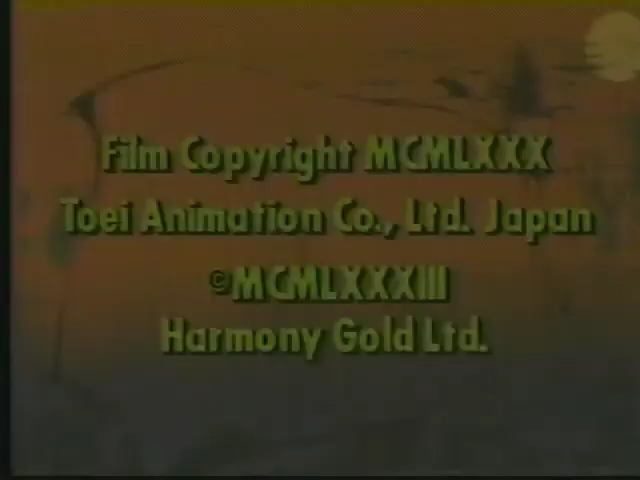 Film Copyright MCMLXXX
Toei Animation Co., Ltd. Japan
©MCMLXXXIII
Harmony Gold Ltd.